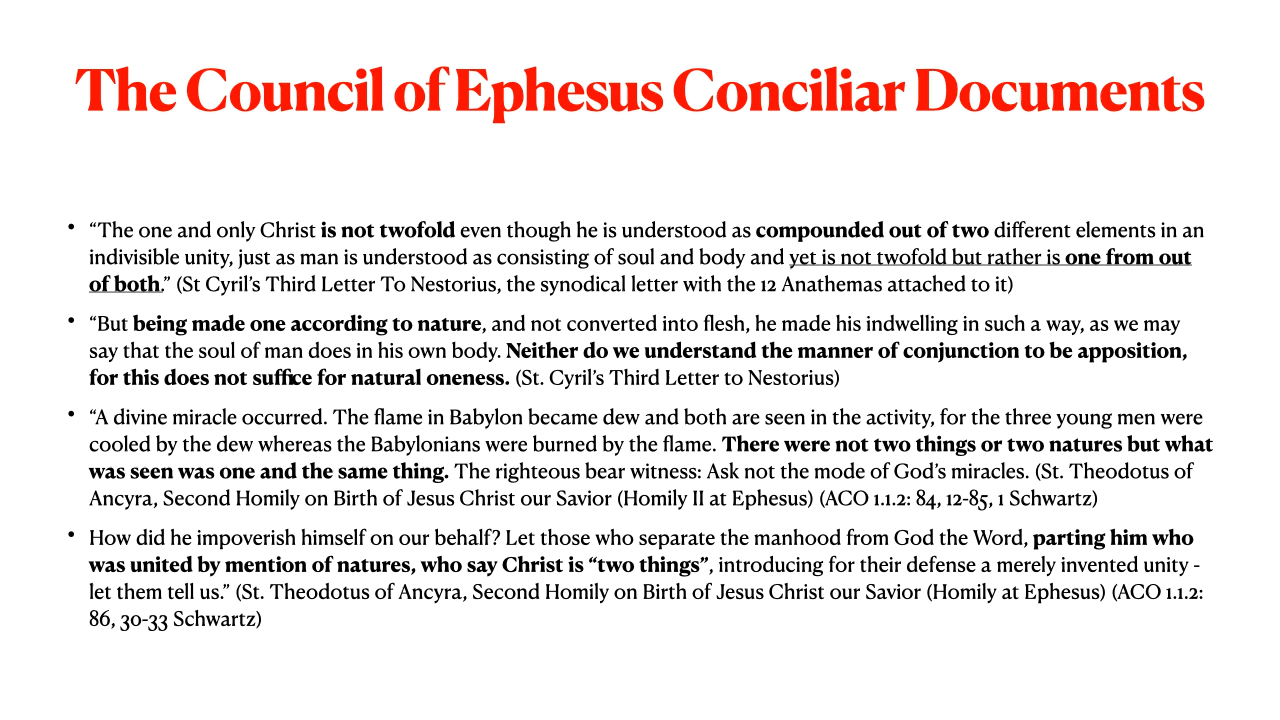 The Council of Ephesus Conciliar Documents
• “The one and only Christ is not twofold even though he is understood as compounded out of two different elements in an
indivisible unity, just as man is understood as consisting of soul and body and yet is not twofold but rather is one from out
of both.” (St Cyril’s Third Letter To Nestorius, the synodical letter with the 12 Anathemas attached to it)
• “But being made one according to nature, and not converted into flesh, he made his indwelling in such a way, as we may
say that the soul of man does in his own body. Neither do we understand the manner of conjunction to be apposition,
for this does not suffice for natural oneness. (St. Cyril’s Third Letter to Nestorius)
• “A divine miracle occurred. The flame in Babylon became dew and both are seen in the activity, for the three young men were
cooled by the dew whereas the Babylonians were burned by the flame. There were not two things or two natures but what
was seen was one and the same thing. The righteous bear witness: Ask not the mode of God’s miracles. (St. Theodotus of
Ancyra, Second Homily on Birth of Jesus Christ our Savior (Homily II at Ephesus) (ACO 1.1.2: 84, 12-85, 1 Schwartz)
• How did he impoverish himself on our behalf? Let those who separate the manhood from God the Word, parting him who
was united by mention of natures, who say Christ is “two things”, introducing for their defense a merely invented unity -
let them tell us.” (St. Theodotus of Ancyra, Second Homily on Birth of Jesus Christ our Savior (Homily at Ephesus) (ACO 1.1.2:
86, 30-33 Schwartz)